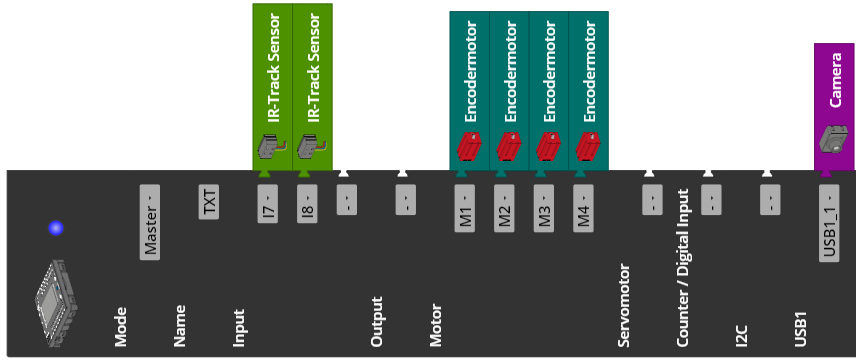 Mode
Master -
Name
TXT
Input
I7 -
IR-Track Sensor
I8 -
IR-Track Sensor
- -
Output
- -
Motor
M1 -
Encodermotor
M2 -
Encodermotor
M3 -
Encodermotor
M4 -
Encodermotor
Servomotor
- -
Counter / Digital Input
- -
I2C
- -
USB1
USB1_1 -
Camera